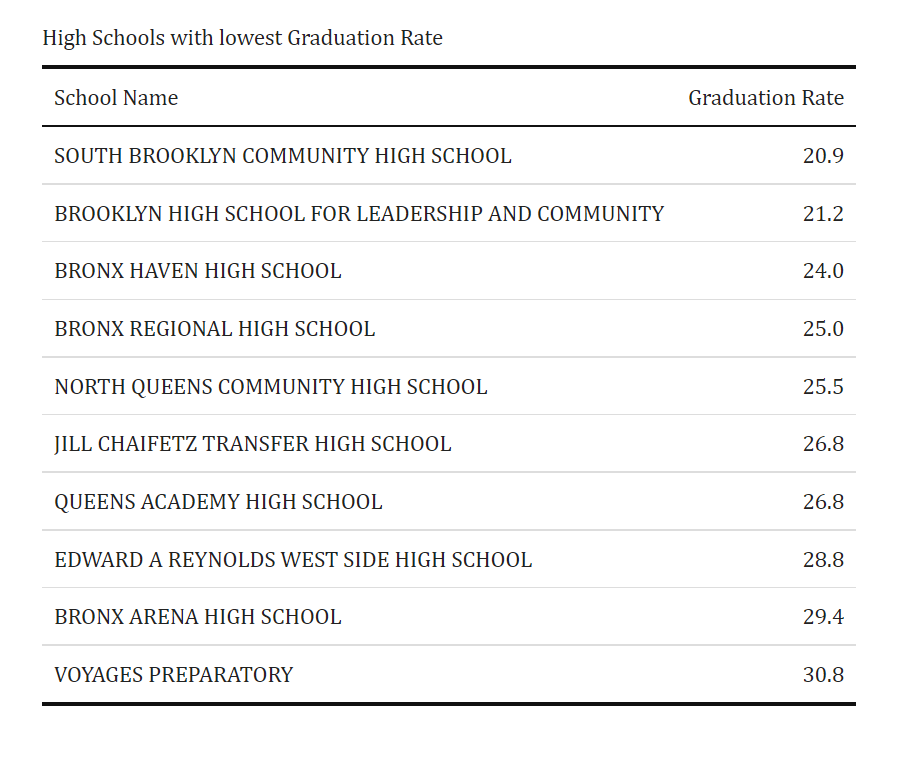 High Schools with lowest Graduation Rate
School Name Graduation Rate
SOUTH BROOKLYN COMMUNITY HIGH SCHOOL 20.9
BROOKLYN HIGH SCHOOL FOR LEADERSHIP AND COMMUNITY 21.2
BRONX HAVEN HIGH SCHOOL 24.0
BRONX REGIONAL HIGH SCHOOL 25.0
NORTH QUEENS COMMUNITY HIGH SCHOOL 25.5
JILL CHAIFETZ TRANSFER HIGH SCHOOL 26.8
QUEENS ACADEMY HIGH SCHOOL 26.8
EDWARD A REYNOLDS WEST SIDE HIGH SCHOOL 28.8
BRONX ARENA HIGH SCHOOL 29.4
VOYAGES PREPARATORY 30.8